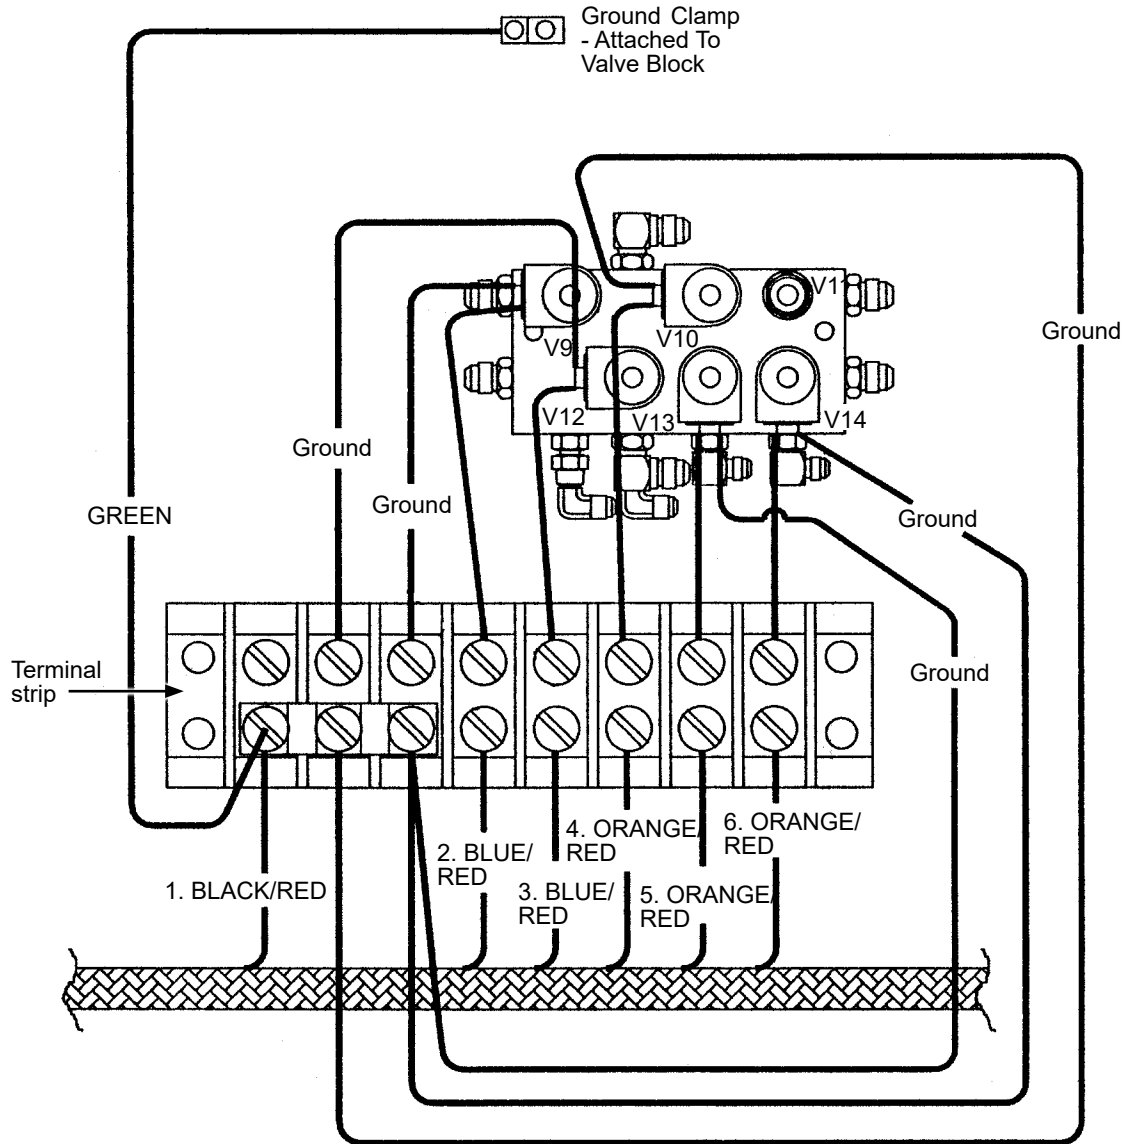 Ground Clamp
- Attached To
Valve Block
V11
Ground
V9
V10
V12
V13
V14
Ground
Ground
GREEN
Ground
Terminal
strip
Ground
1. BLACK/RED
2. BLUE/
RED
3. BLUE/
RED
4. ORANGE/
RED
5. ORANGE/
RED
6. ORANGE/
RED